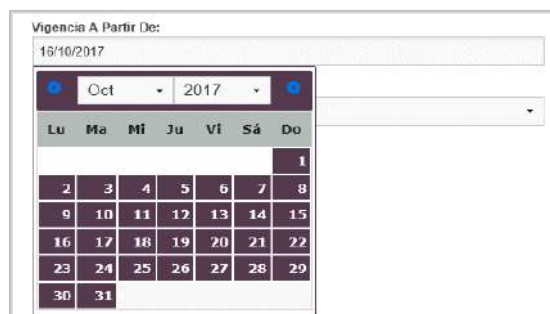 Vigencia A Partir De:
16/10/2017
Oct 2017
Lu Ma Mi Ju Vi Sá Do
1
2 3 4 5 6 7 8
9 10 11 12 13 14 15
16 17 18 19 20 21 22
23 24 25 26 27 28 29
30 31